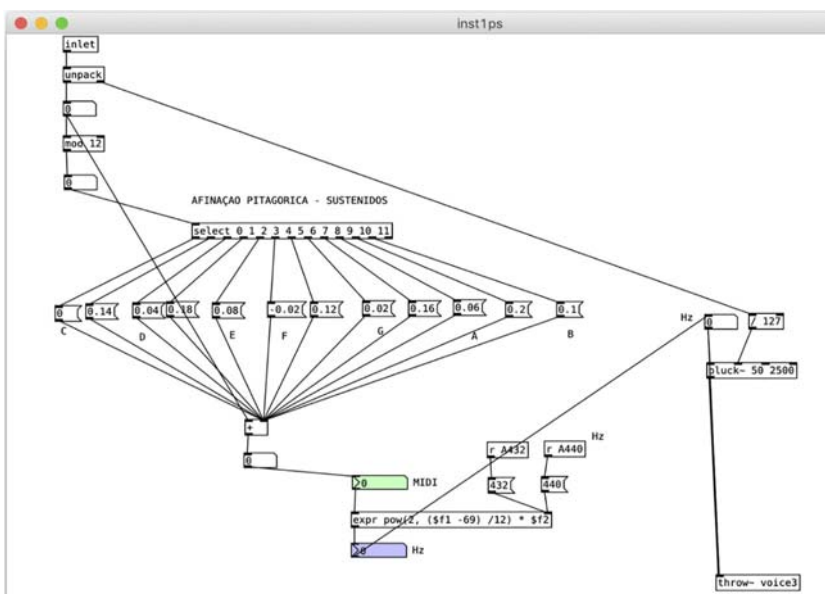 inst1ps
inlet
unpack
0
mod 12
0
AFINAÇAO PITAGORICA - SUSTENIDOS
select 0 1 2 3 4 5 6 7 8 9 10 11
0 0.14 0.04 0.18 0.08 -0.02 0.12 0.02 0.16 0.06 0.2 0.1
C D E F G A B
Hz 0 / 127
pluck~ 50 2500
+
0
r A432 r A440 Hz
0 MIDI 432 440
expr pow(2, ($f1 -69) /12) * $f2
0 Hz
throw~ voice3